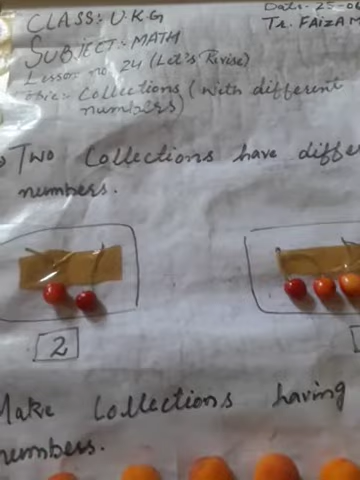 CLASS:- U.K.G
Date:- 25-0
Tr. FAIZA M
SUBJECT:- MATH
Lesson no 24 (Let's Revise)
Topic:- Collections (with different
numbers)
Two Collections have diffe
numbers.
2
Make Collections having
numbers.